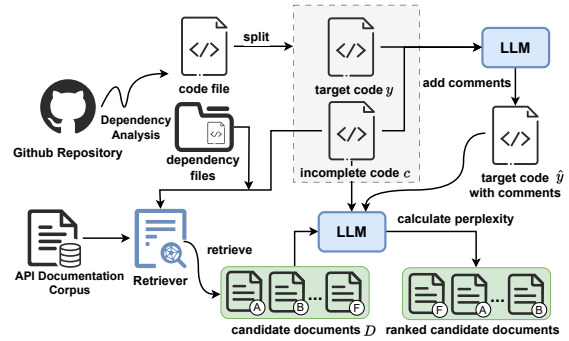 split
</>
</>
LLM
code file
target code y
add comments
Dependency
Analysis
</>
</>
</>
Github Repository
dependency
files
incomplete code c
target code ŷ
with comments
LLM
calculate perplexity
retrieve
API Documentation
Corpus
Retriever
A
B
...
F
F
A
...
B
candidate documents D
ranked candidate documents